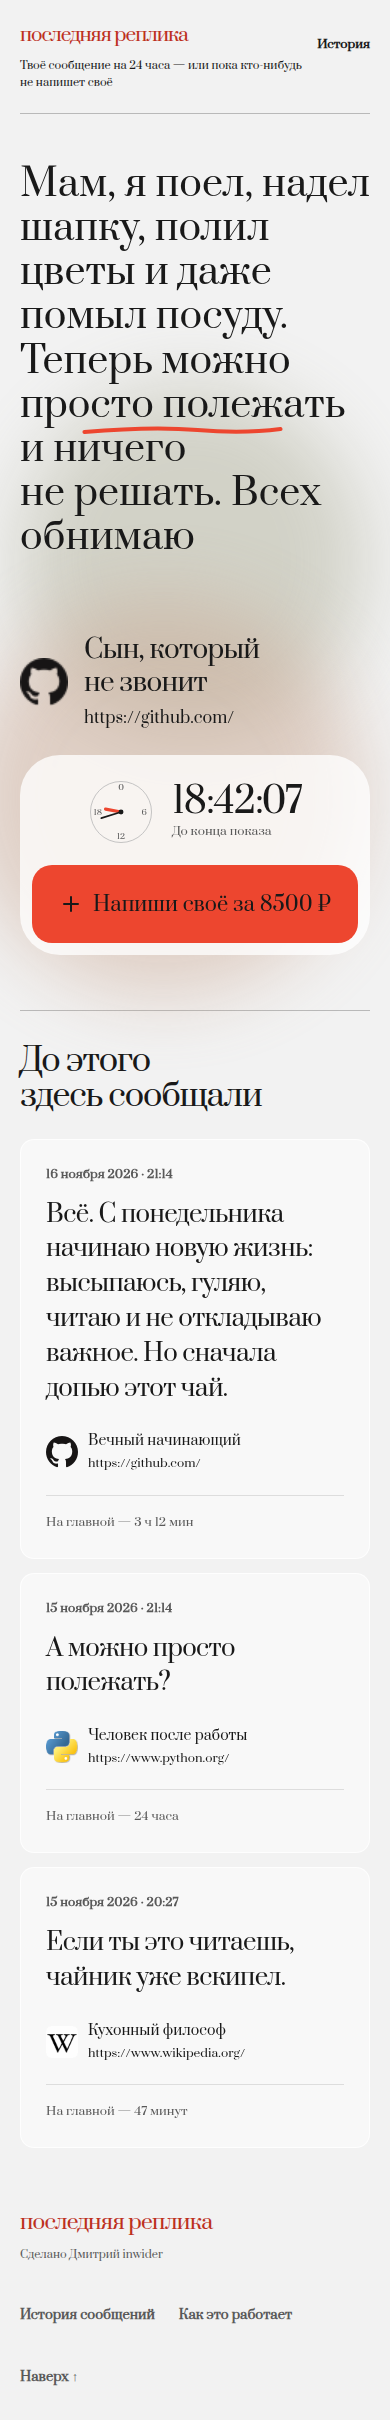 последняя реплика
История
Твоё сообщение на 24 часа — или пока кто-нибудь
не напишет своё
Мам, я поел, надел
шапку, полил
цветы и даже
помыл посуду.
Теперь можно
просто полежать
и ничего
не решать. Всех
обнимаю
Сын, который
не звонит
https://github.com/
0
18 6
12
18:42:07
До конца показа
+ Напиши своё за 8500 ₽
До этого
здесь сообщали
16 ноября 2026 · 21:14
Всё. С понедельника
начинаю новую жизнь:
высыпаюсь, гуляю,
читаю и не откладываю
важное. Но сначала
допью этот чай.
Вечный начинающий
https://github.com/
На главной — 3 ч 12 мин
15 ноября 2026 · 21:14
А можно просто
полежать?
Человек после работы
https://www.python.org/
На главной — 24 часа
15 ноября 2026 · 20:27
Если ты это читаешь,
чайник уже вскипел.
W
Кухонный философ
https://www.wikipedia.org/
На главной — 47 минут
последняя реплика
Сделано Дмитрий inwider
История сообщений Как это работает
Наверх ↑